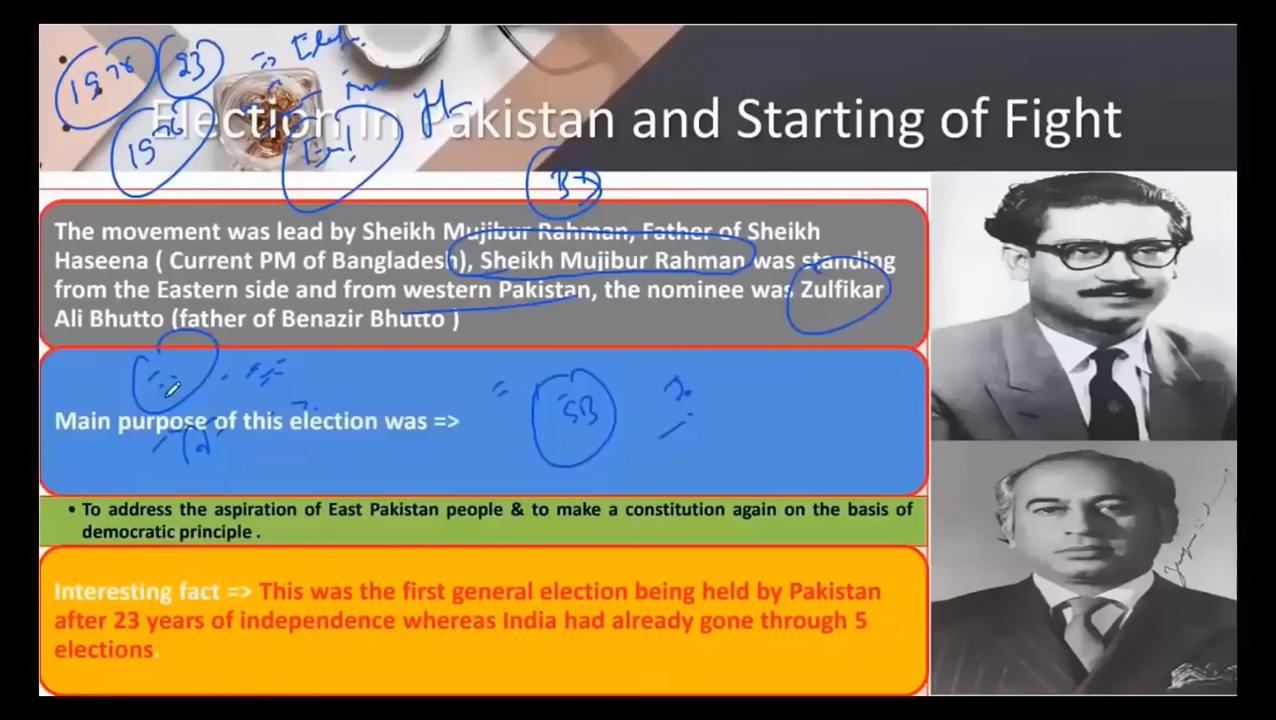 Election in Pakistan and Starting of Fight
The movement was lead by Sheikh Mujibur Rahman, Father of Sheikh
Haseena ( Current PM of Bangladesh), Sheikh Mujibur Rahman was standing
from the Eastern side and from western Pakistan, the nominee was Zulfikar
Ali Bhutto (father of Benazir Bhutto )
Main purpose of this election was =>
• To address the aspiration of East Pakistan people & to make a constitution again on the basis of
democratic principle .
Interesting fact => This was the first general election being held by Pakistan
after 23 years of independence whereas India had already gone through 5
elections.
23